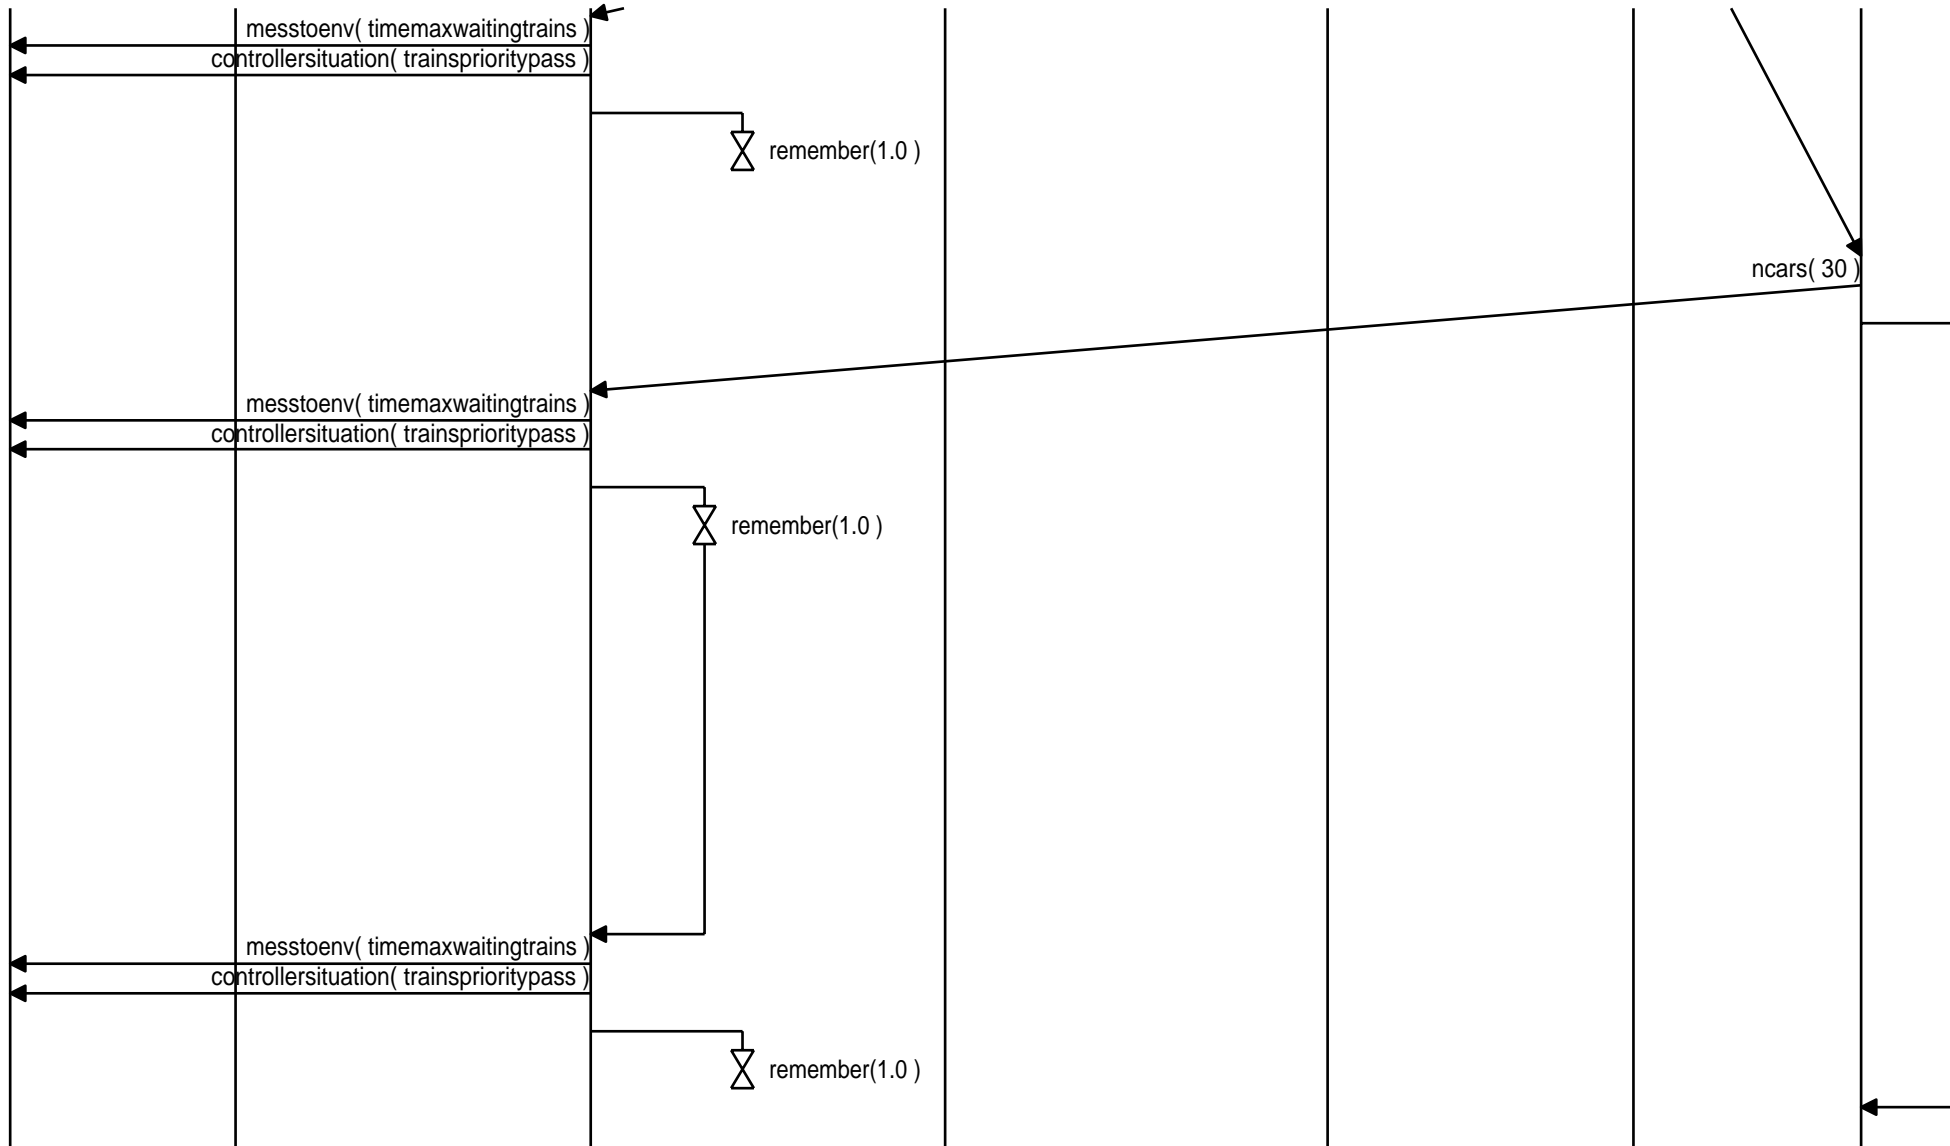 messtoenv( timemaxwaitingtrains )
controllersituation( trainsprioritypass )
remember(1.0 )
ncars( 30 )
messtoenv( timemaxwaitingtrains )
controllersituation( trainsprioritypass )
remember(1.0 )
messtoenv( timemaxwaitingtrains )
controllersituation( trainsprioritypass )
remember(1.0 )